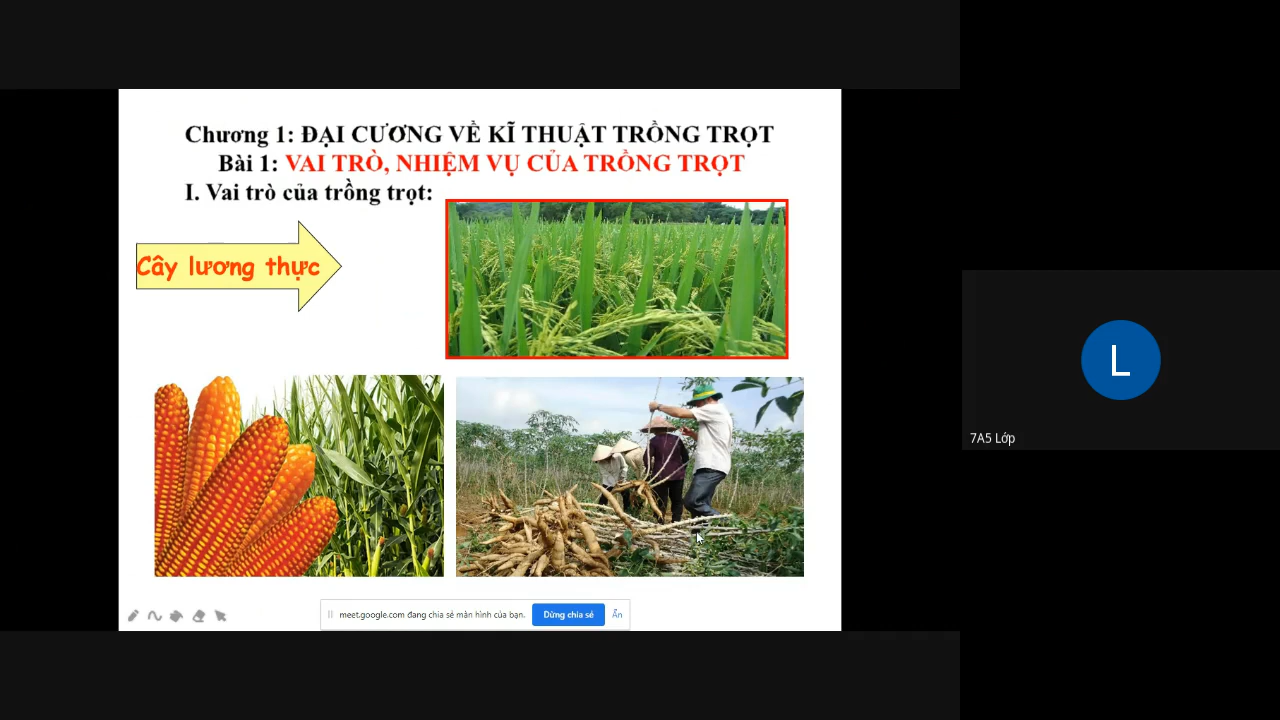 Chương 1: ĐẠI CƯƠNG VỀ KĨ THUẬT TRỒNG TRỌT
Bài 1: VAI TRÒ, NHIỆM VỤ CỦA TRỒNG TRỌT
I. Vai trò của trồng trọt:
Cây lương thực
L
7A5 Lớp
meet.google.com đang chia sẻ màn hình của bạn. Dừng chia sẻ Ẩn